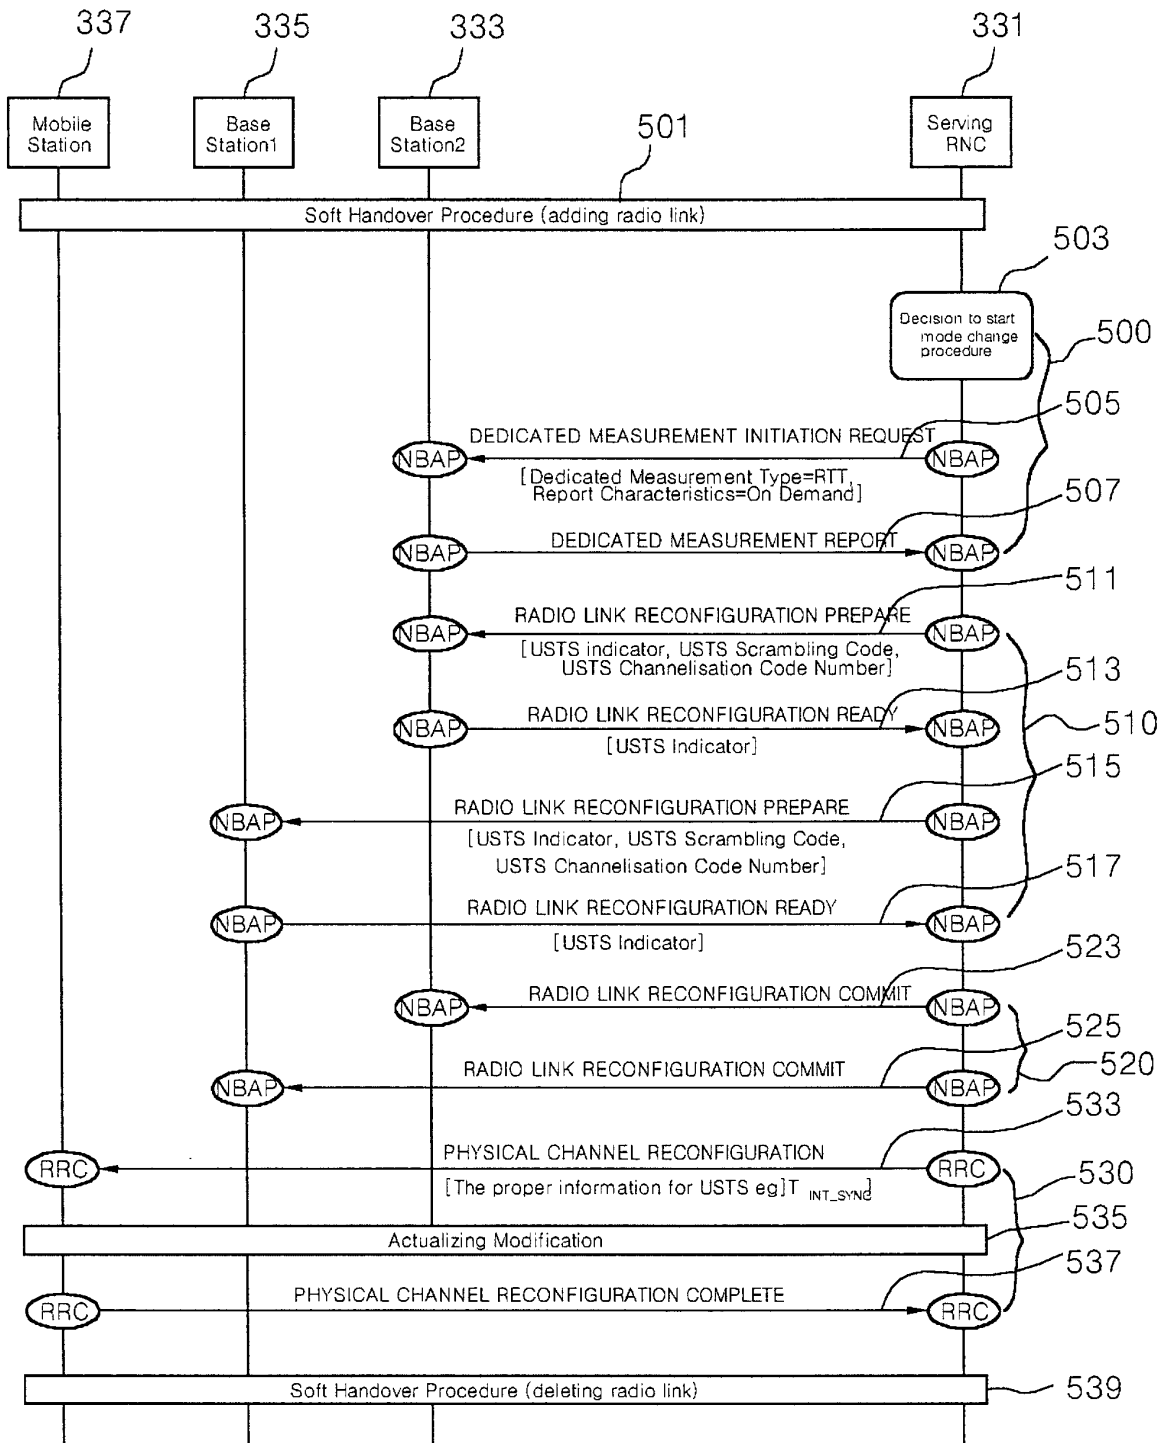 337
335
333
331
Mobile
Station
Base
Station1
Base
Station2
Serving
RNC
501
Soft Handover Procedure (adding radio link)
503
Decision to start
mode change
procedure
500
505
DEDICATED MEASUREMENT INITIATION REQUEST
NBAP
NBAP
[Dedicated Measurement Type=RTT,
Report Characteristics=On Demand]
507
DEDICATED MEASUREMENT REPORT
NBAP
NBAP
511
RADIO LINK RECONFIGURATION PREPARE
NBAP
NBAP
[USTS indicator, USTS Scrambling Code,
USTS Channelisation Code Number]
513
RADIO LINK RECONFIGURATION READY
NBAP
NBAP
510
[USTS Indicator]
515
RADIO LINK RECONFIGURATION PREPARE
NBAP
NBAP
[USTS Indicator, USTS Scrambling Code,
USTS Channelisation Code Number]
517
RADIO LINK RECONFIGURATION READY
NBAP
NBAP
[USTS Indicator]
523
RADIO LINK RECONFIGURATION COMMIT
NBAP
NBAP
525
520
RADIO LINK RECONFIGURATION COMMIT
NBAP
NBAP
533
PHYSICAL CHANNEL RECONFIGURATION
RRC
RRC
530
[The proper information for USTS eg]T INT_SYNC]
535
Actualizing Modification
537
PHYSICAL CHANNEL RECONFIGURATION COMPLETE
RRC
RRC
Soft Handover Procedure (deleting radio link)
539